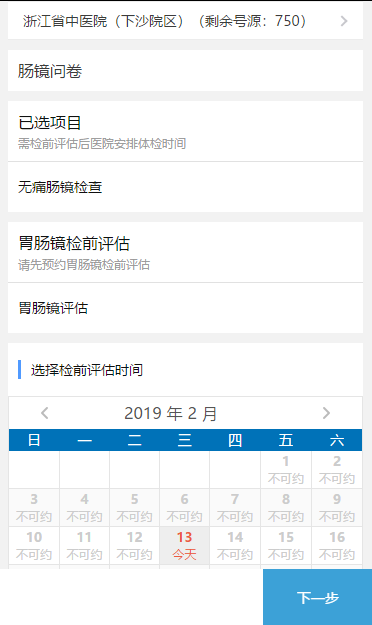 浙江省中医院（下沙院区）（剩余号源：750）
肠镜问卷
已选项目
需检前评估后医院安排体检时间
无痛肠镜检查
胃肠镜检前评估
请先预约胃肠镜检前评估
胃肠镜评估
选择检前评估时间
2019 年 2 月
日 一 二 三 四 五 六
1 2
不可约 不可约
3 4 5 6 7 8 9
不可约 不可约 不可约 不可约 不可约 不可约 不可约
10 11 12 13 14 15 16
不可约 不可约 不可约 今天 不可约 不可约 不可约
下一步